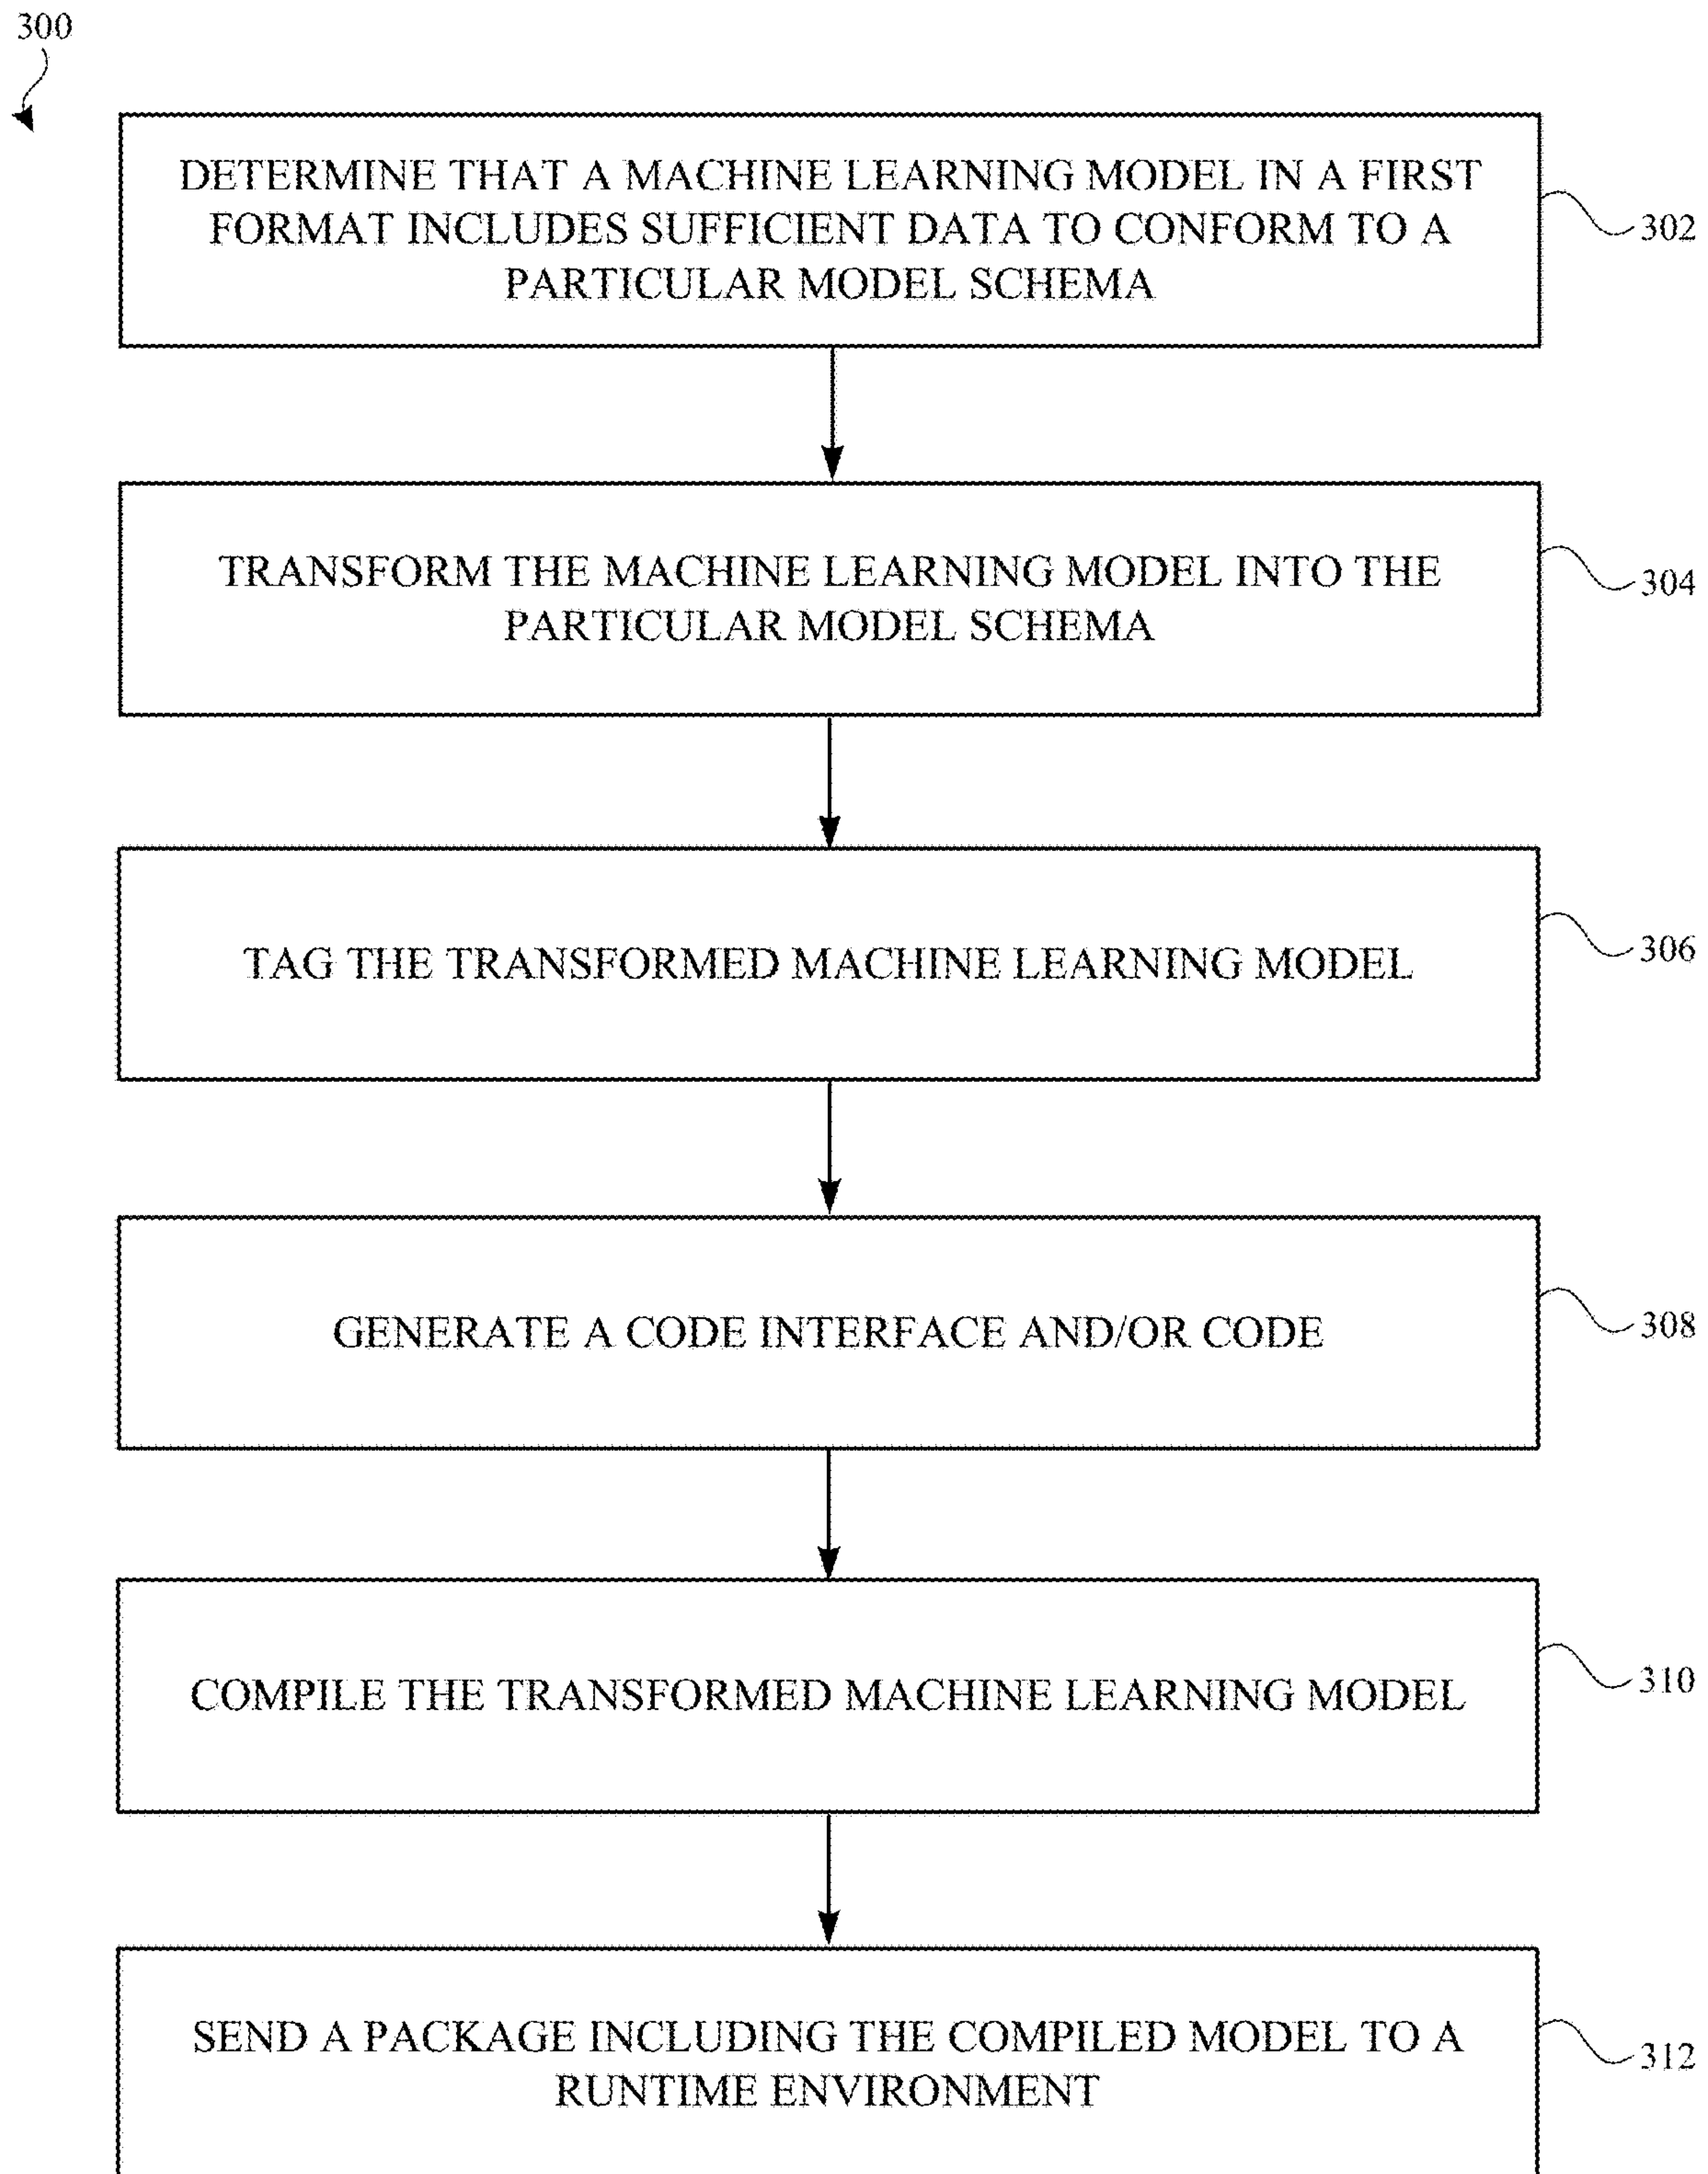 300
DETERMINE THAT A MACHINE LEARNING MODEL IN A FIRST
FORMAT INCLUDES SUFFICIENT DATA TO CONFORM TO A
PARTICULAR MODEL SCHEMA
302
TRANSFORM THE MACHINE LEARNING MODEL INTO THE
PARTICULAR MODEL SCHEMA
304
TAG THE TRANSFORMED MACHINE LEARNING MODEL
306
GENERATE A CODE INTERFACE AND/OR CODE
308
COMPILE THE TRANSFORMED MACHINE LEARNING MODEL
310
SEND A PACKAGE INCLUDING THE COMPILED MODEL TO A
RUNTIME ENVIRONMENT
312